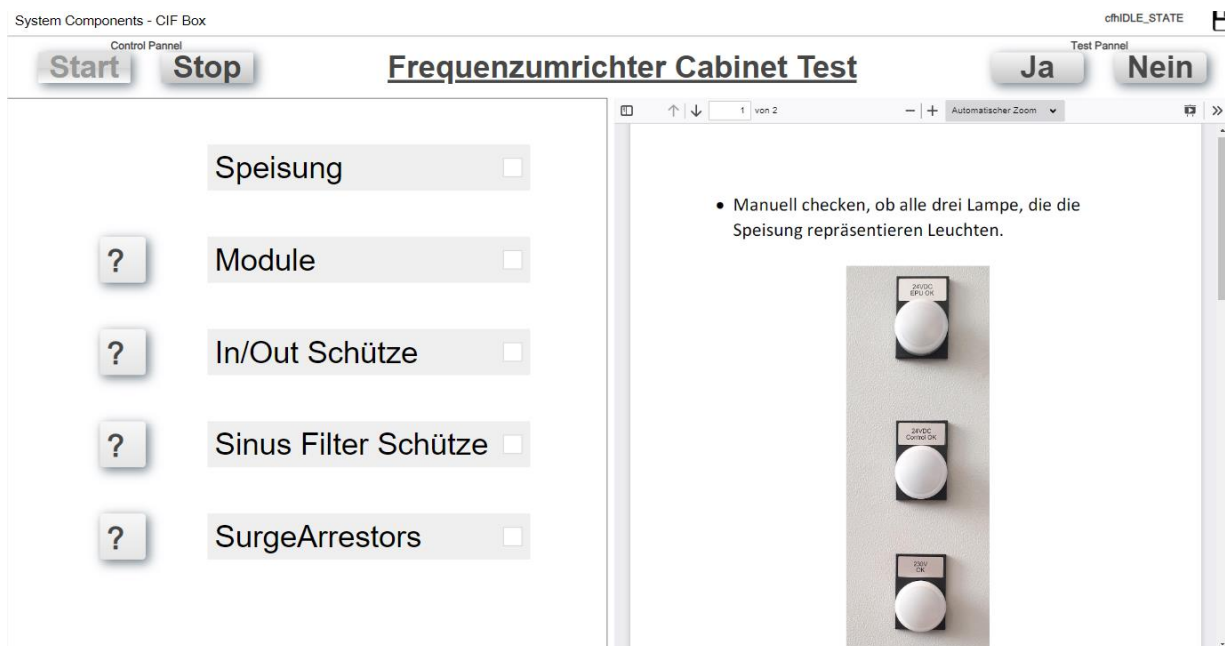 System Components - CIF Box
cfhIDLE_STATE
Control Pannel
Start
Stop
Frequenzumrichter Cabinet Test
Test Pannel
Ja
Nein
1 von 2
Automatischer Zoom
Speisung
?
Module
?
In/Out Schütze
?
Sinus Filter Schütze
?
SurgeArrestors
• Manuell checken, ob alle drei Lampe, die die
Speisung repräsentieren Leuchten.
24VDC
EPU OK
24VDC
Control OK
230V
OK